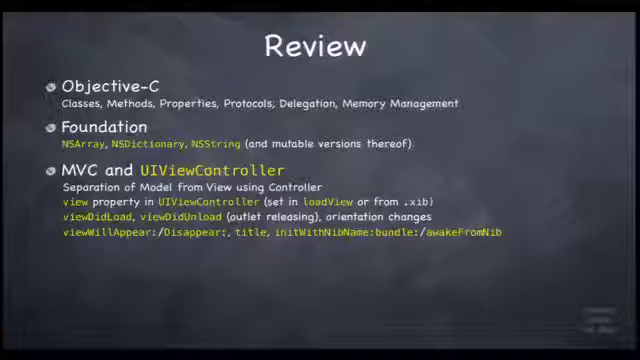 Review
Objective-C
Classes, Methods, Properties, Protocols, Delegation, Memory Management
Foundation
NSArray, NSDictionary, NSString (and mutable versions thereof)
MVC and UIViewController
Separation of Model from View using Controller
view property in UIViewController (set in loadView or from .xib)
viewDidLoad, viewDidUnload (outlet releasing), orientation changes
viewWillAppear:/Disappear:, title, initWithNibName:bundle:/awakeFromNib